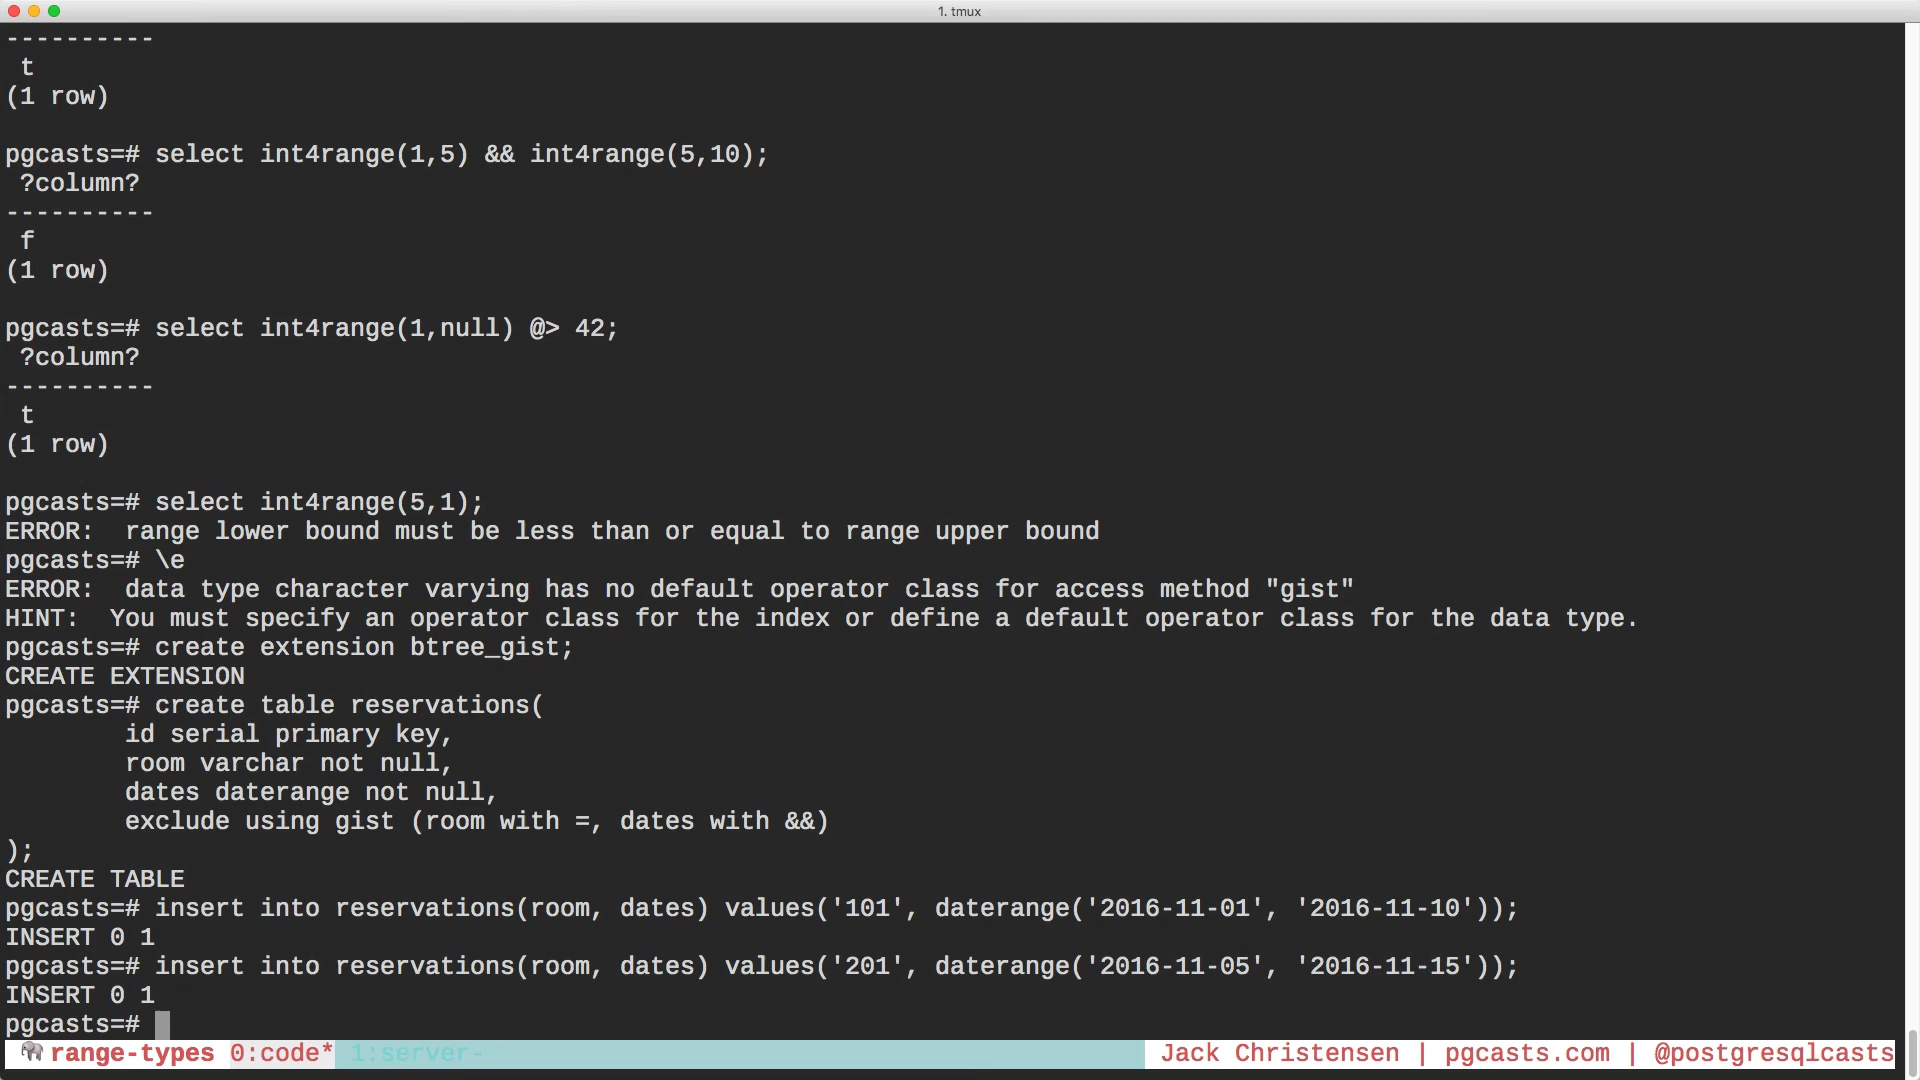 1. tmux
----------
 t
(1 row)

pgcasts=# select int4range(1,5) && int4range(5,10);
 ?column?
----------
 f
(1 row)

pgcasts=# select int4range(1,null) @> 42;
 ?column?
----------
 t
(1 row)

pgcasts=# select int4range(5,1);
ERROR:  range lower bound must be less than or equal to range upper bound
pgcasts=# \e
ERROR:  data type character varying has no default operator class for access method "gist"
HINT:  You must specify an operator class for the index or define a default operator class for the data type.
pgcasts=# create extension btree_gist;
CREATE EXTENSION
pgcasts=# create table reservations(
        id serial primary key,
        room varchar not null,
        dates daterange not null,
        exclude using gist (room with =, dates with &&)
);
CREATE TABLE
pgcasts=# insert into reservations(room, dates) values('101', daterange('2016-11-01', '2016-11-10'));
INSERT 0 1
pgcasts=# insert into reservations(room, dates) values('201', daterange('2016-11-05', '2016-11-15'));
INSERT 0 1
pgcasts=#
🐘 range-types 0:code* 1:server- Jack Christensen | pgcasts.com | @postgresqlcasts